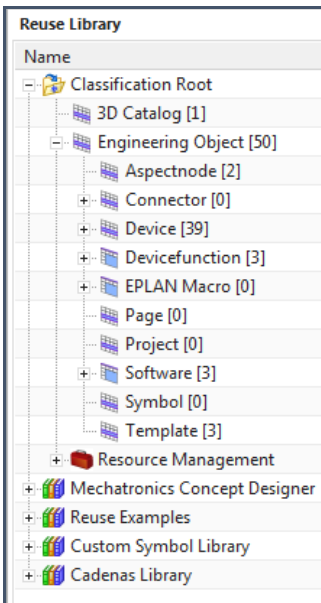 Reuse Library
Name
Classification Root
3D Catalog [1]
Engineering Object [50]
Aspectnode [2]
Connector [0]
Device [39]
Devicefunction [3]
EPLAN Macro [0]
Page [0]
Project [0]
Software [3]
Symbol [0]
Template [3]
Resource Management
Mechatronics Concept Designer
Reuse Examples
Custom Symbol Library
Cadenas Library